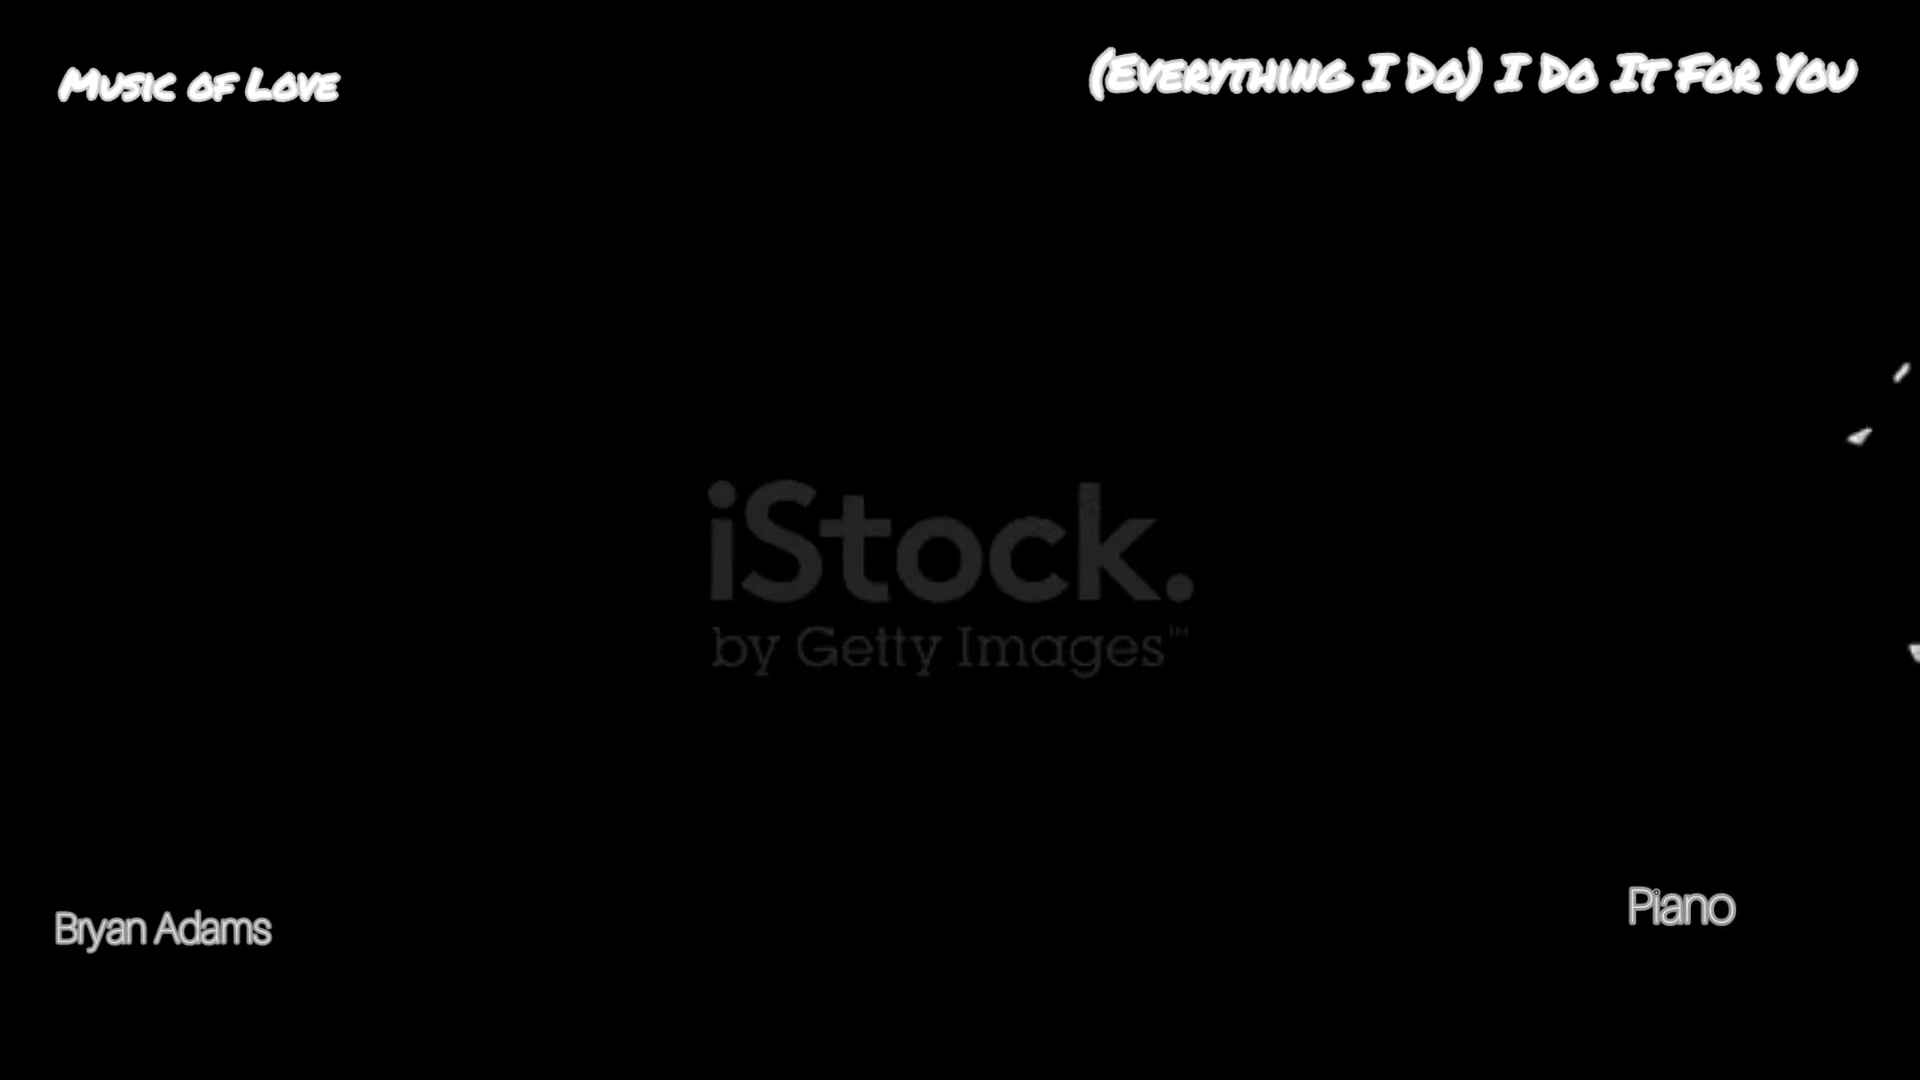 Music of Love
(Everything I Do) I Do It For You
iStock.
by Getty Images™
Bryan Adams
Piano